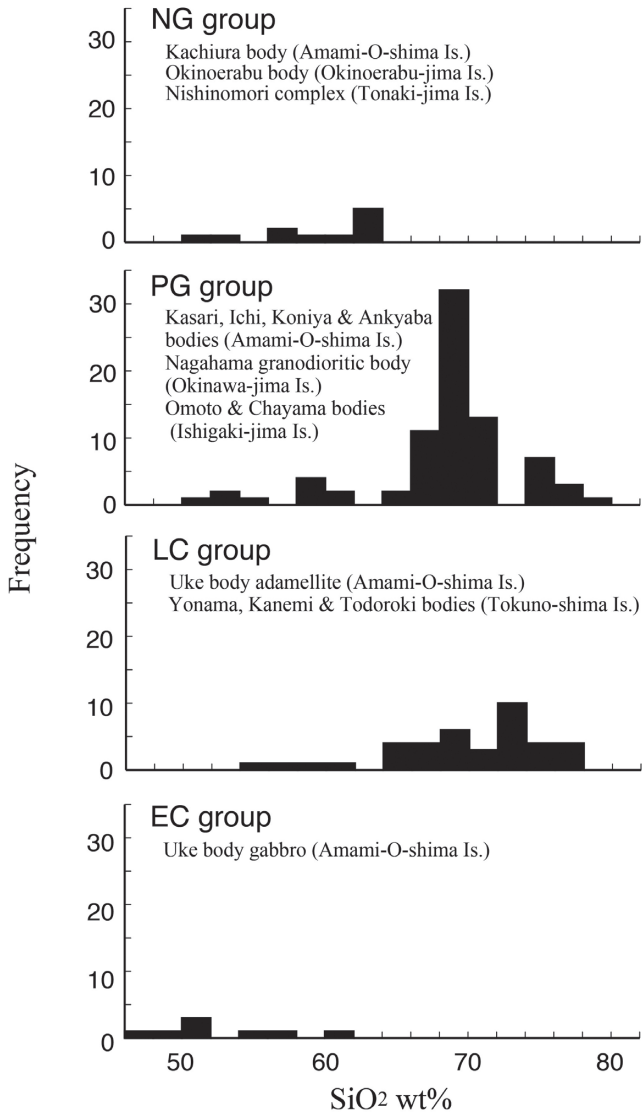 NG group
Kachiura body (Amami-O-shima Is.)
Okinoerabu body (Okinoerabu-jima Is.)
Nishinomori complex (Tonaki-jima Is.)
30
20
10
0
PG group
Kasari, Ichi, Koniya & Ankyaba
bodies (Amami-O-shima Is.)
Nagahama granodioritic body
(Okinawa-jima Is.)
Omoto & Chayama bodies
(Ishigaki-jima Is.)
30
20
10
0
Frequency
LC group
Uke body adamellite (Amami-O-shima Is.)
Yonama, Kanemi & Todoroki bodies (Tokuno-shima Is.)
30
20
10
0
EC group
Uke body gabbro (Amami-O-shima Is.)
30
20
10
0
50 60 70 80
SiO2 wt%